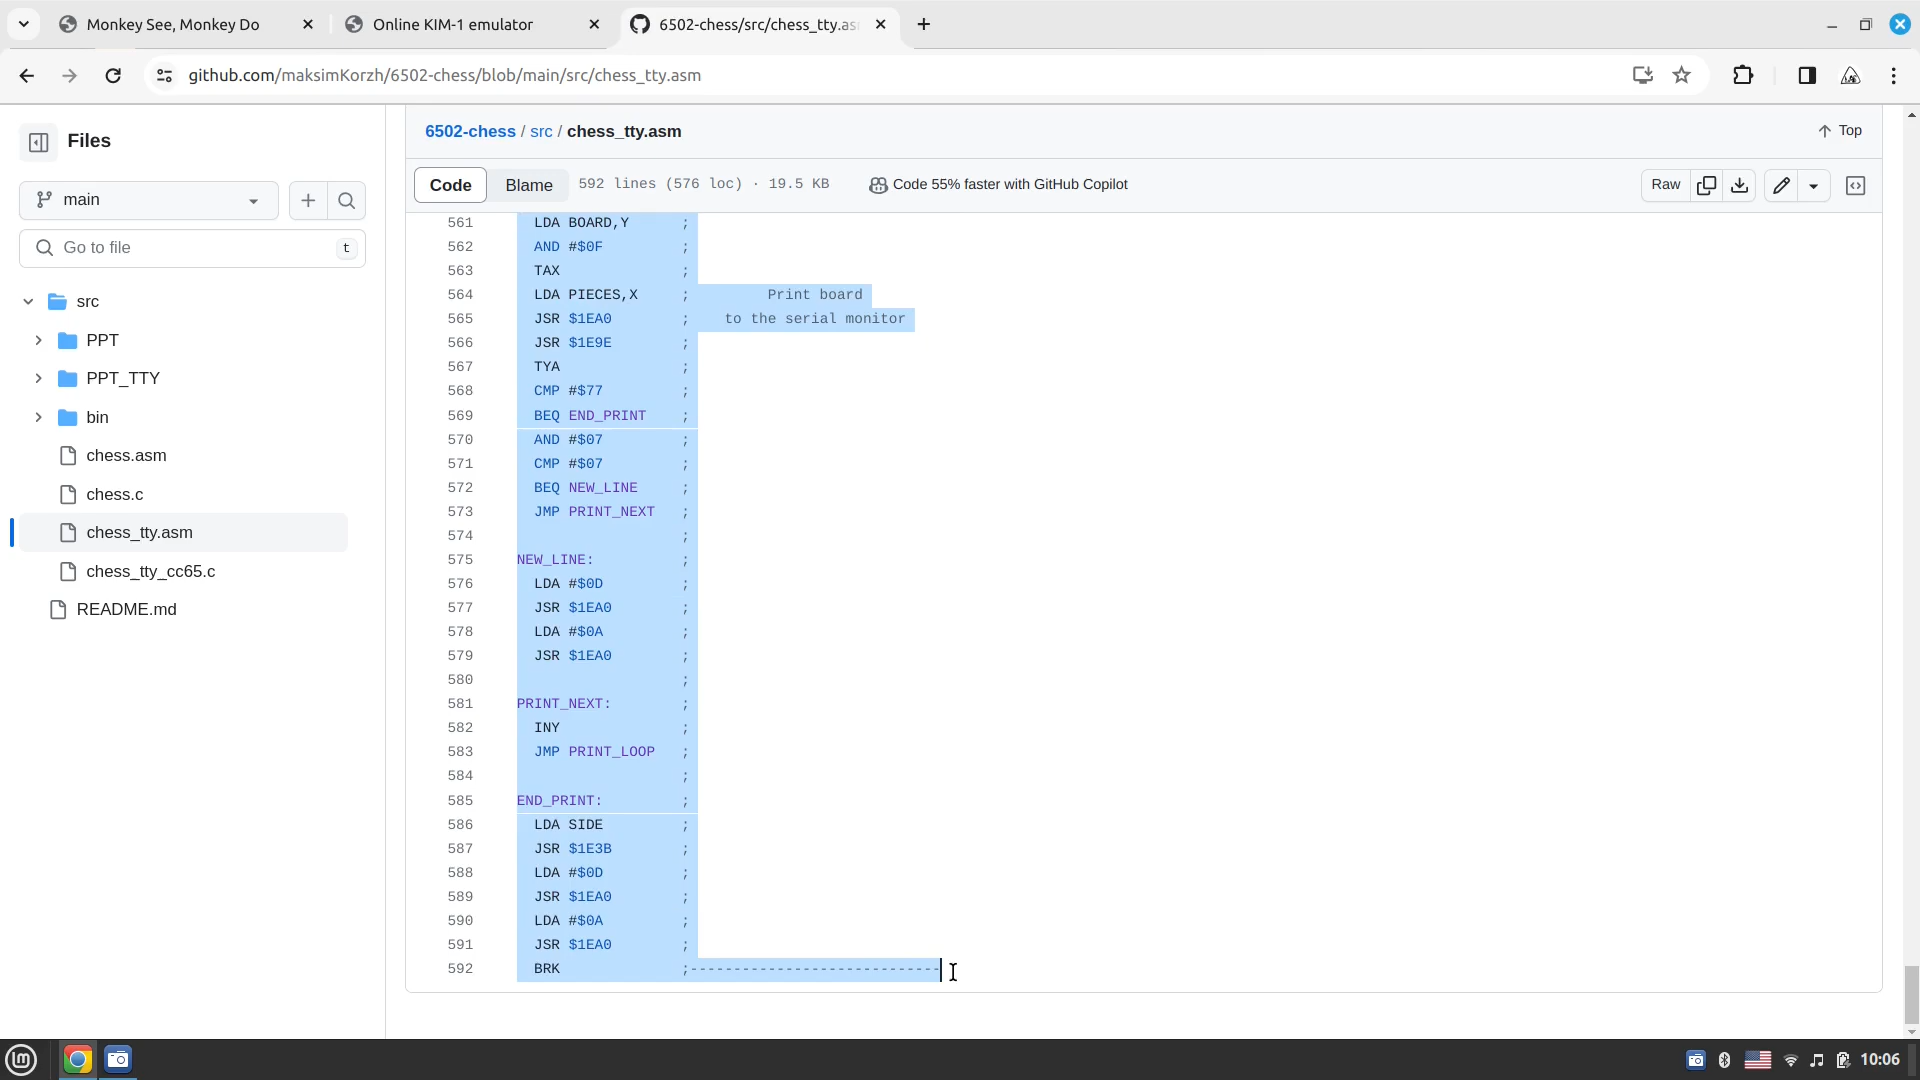 Monkey See, Monkey Do
Online KIM-1 emulator
6502-chess/src/chess_tty.as
github.com/maksimKorzh/6502-chess/blob/main/src/chess_tty.asm
Files
main
Go to file
t
src
PPT
PPT_TTY
bin
chess.asm
chess.c
chess_tty.asm
chess_tty_cc65.c
README.md
6502-chess / src / chess_tty.asm
Top
Code
Blame
592 lines (576 loc) · 19.5 KB
Code 55% faster with GitHub Copilot
Raw
561 LDA BOARD,Y ;
562 AND #$0F ;
563 TAX ;
564 LDA PIECES,X ; Print board
565 JSR $1EA0 ; to the serial monitor
566 JSR $1E9E ;
567 TYA ;
568 CMP #$77 ;
569 BEQ END_PRINT ;
570 AND #$07 ;
571 CMP #$07 ;
572 BEQ NEW_LINE ;
573 JMP PRINT_NEXT ;
574 ;
575 NEW_LINE: ;
576 LDA #$0D ;
577 JSR $1EA0 ;
578 LDA #$0A ;
579 JSR $1EA0 ;
580 ;
581 PRINT_NEXT: ;
582 INY ;
583 JMP PRINT_LOOP ;
584 ;
585 END_PRINT: ;
586 LDA SIDE ;
587 JSR $1E3B ;
588 LDA #$0D ;
589 JSR $1EA0 ;
590 LDA #$0A ;
591 JSR $1EA0 ;
592 BRK ;-----------------------------
lm
10:06